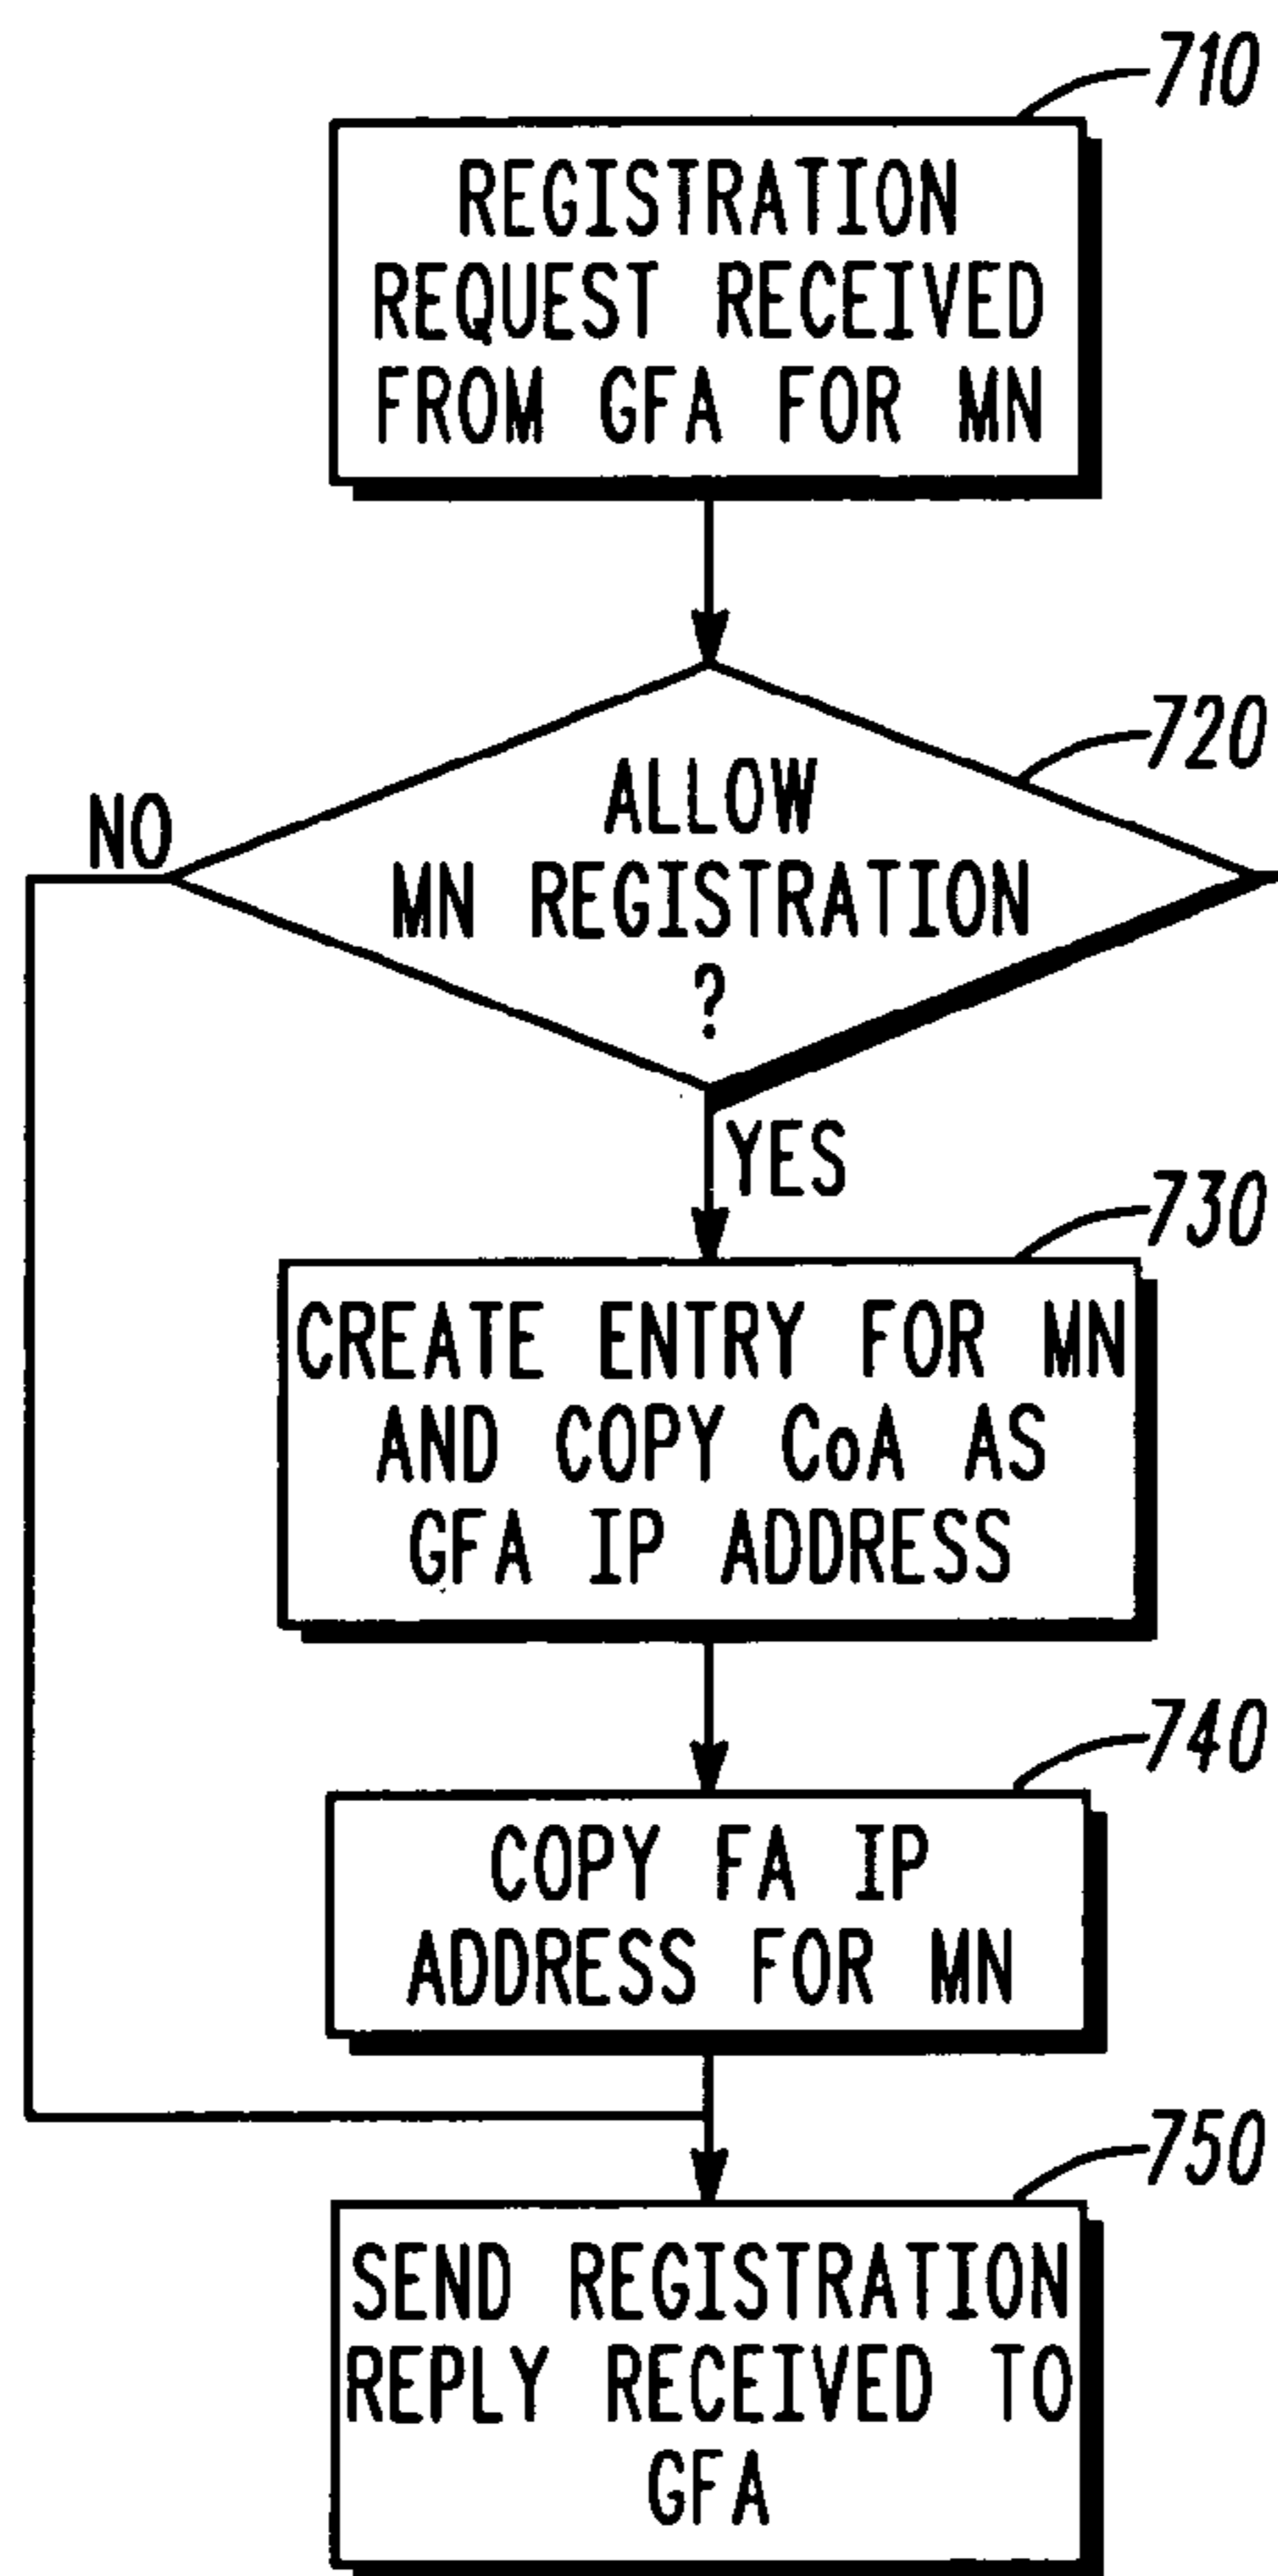 710
REGISTRATION
REQUEST RECEIVED
FROM GFA FOR MN
720
ALLOW
MN REGISTRATION
?
NO
YES
730
CREATE ENTRY FOR MN
AND COPY CoA AS
GFA IP ADDRESS
740
COPY FA IP
ADDRESS FOR MN
750
SEND REGISTRATION
REPLY RECEIVED TO
GFA